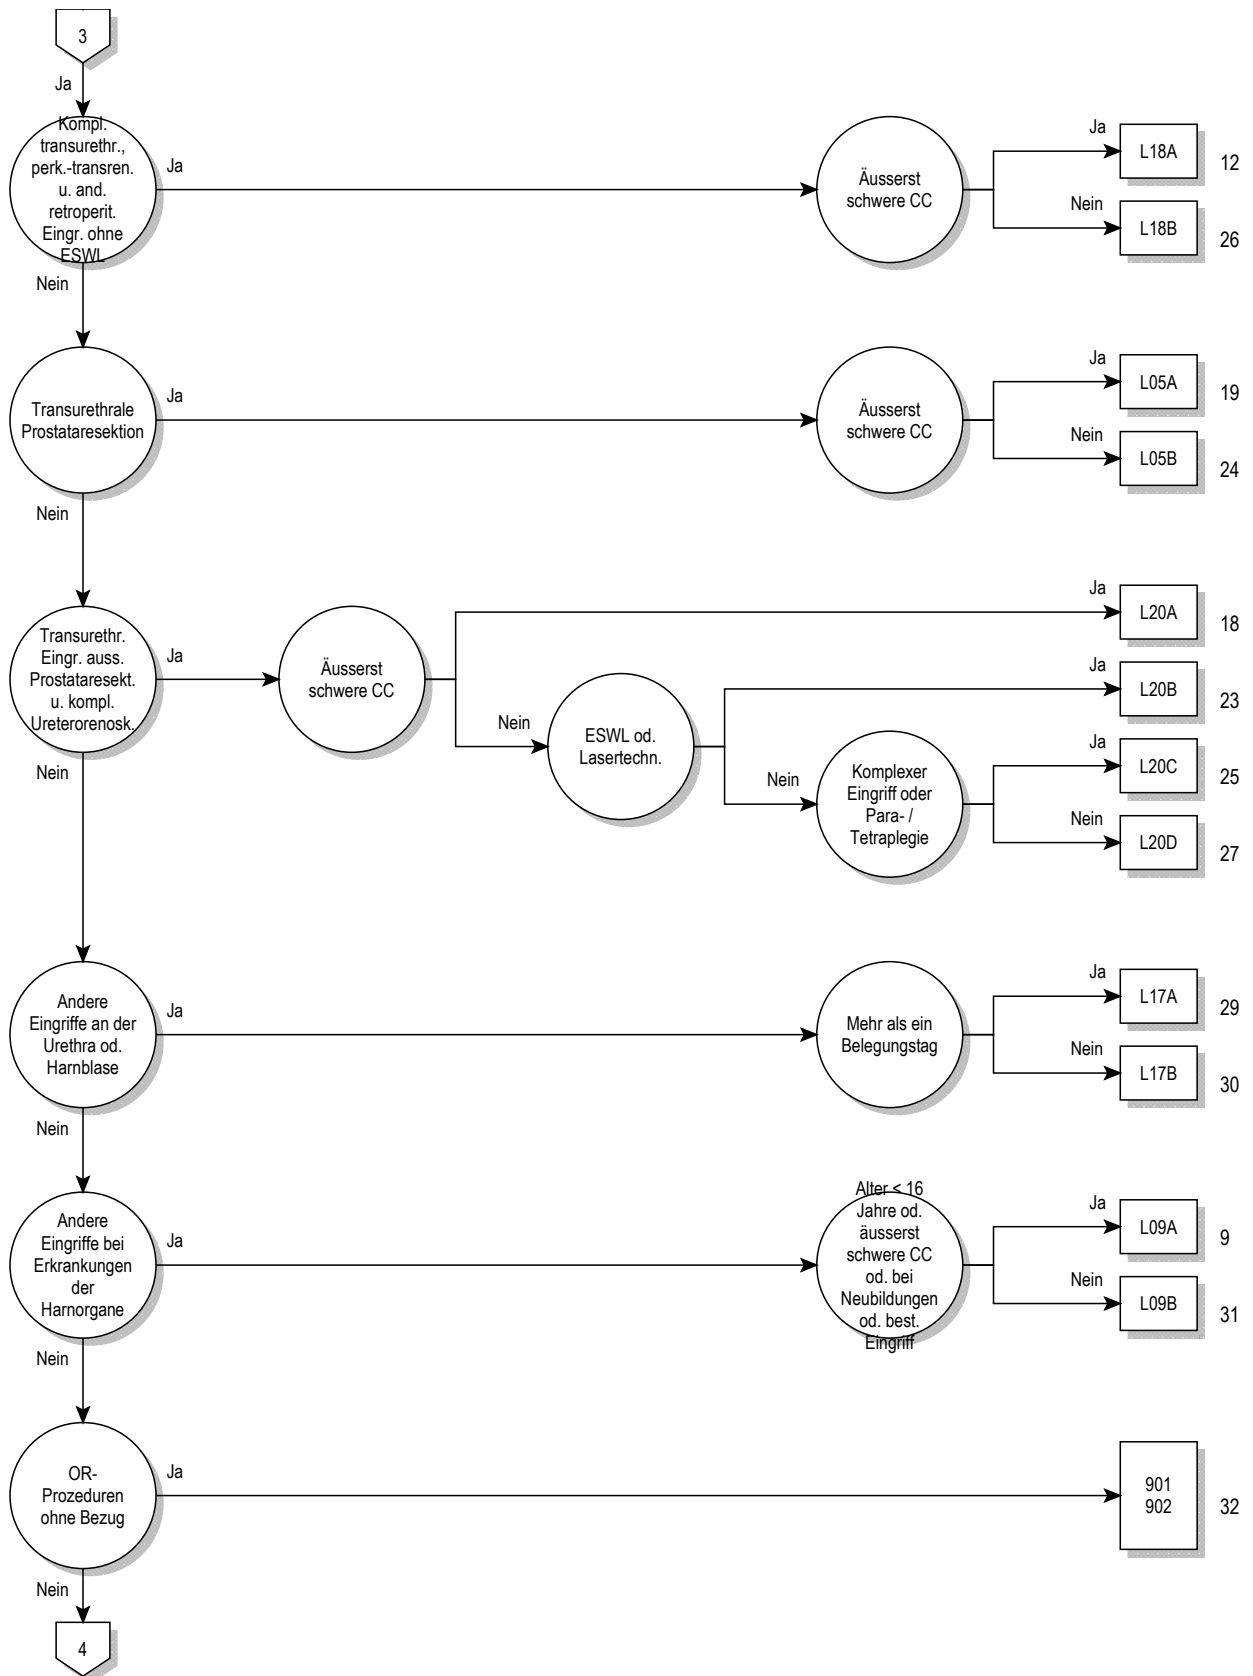 3
Ja
Kompl.
transurethr.,
perk.-transren.
u. and.
retroperit.
Eingr. ohne
ESWL
Ja
Äusserst
schwere CC
Ja
L18A
12
Nein
L18B
26
Nein
Transurethrale
Prostataresektion
Ja
Äusserst
schwere CC
Ja
L05A
19
Nein
L05B
24
Nein
Transurethr.
Eingr. auss.
Prostataresekt.
u. kompl.
Ureterorenosk.
Ja
Äusserst
schwere CC
Ja
L20A
18
Nein
ESWL od.
Lasertechn.
Ja
L20B
23
Nein
Komplexer
Eingriff oder
Para- /
Tetraplegie
Ja
L20C
25
Nein
L20D
27
Nein
Andere
Eingriffe an der
Urethra od.
Harnblase
Ja
Mehr als ein
Belegungstag
Ja
L17A
29
Nein
L17B
30
Nein
Andere
Eingriffe bei
Erkrankungen
der
Harnorgane
Ja
Alter < 16
Jahre od.
äusserst
schwere CC
od. bei
Neubildungen
od. best.
Eingriff
Ja
L09A
9
Nein
L09B
31
Nein
OR-
Prozeduren
ohne Bezug
Ja
901
902
32
Nein
4